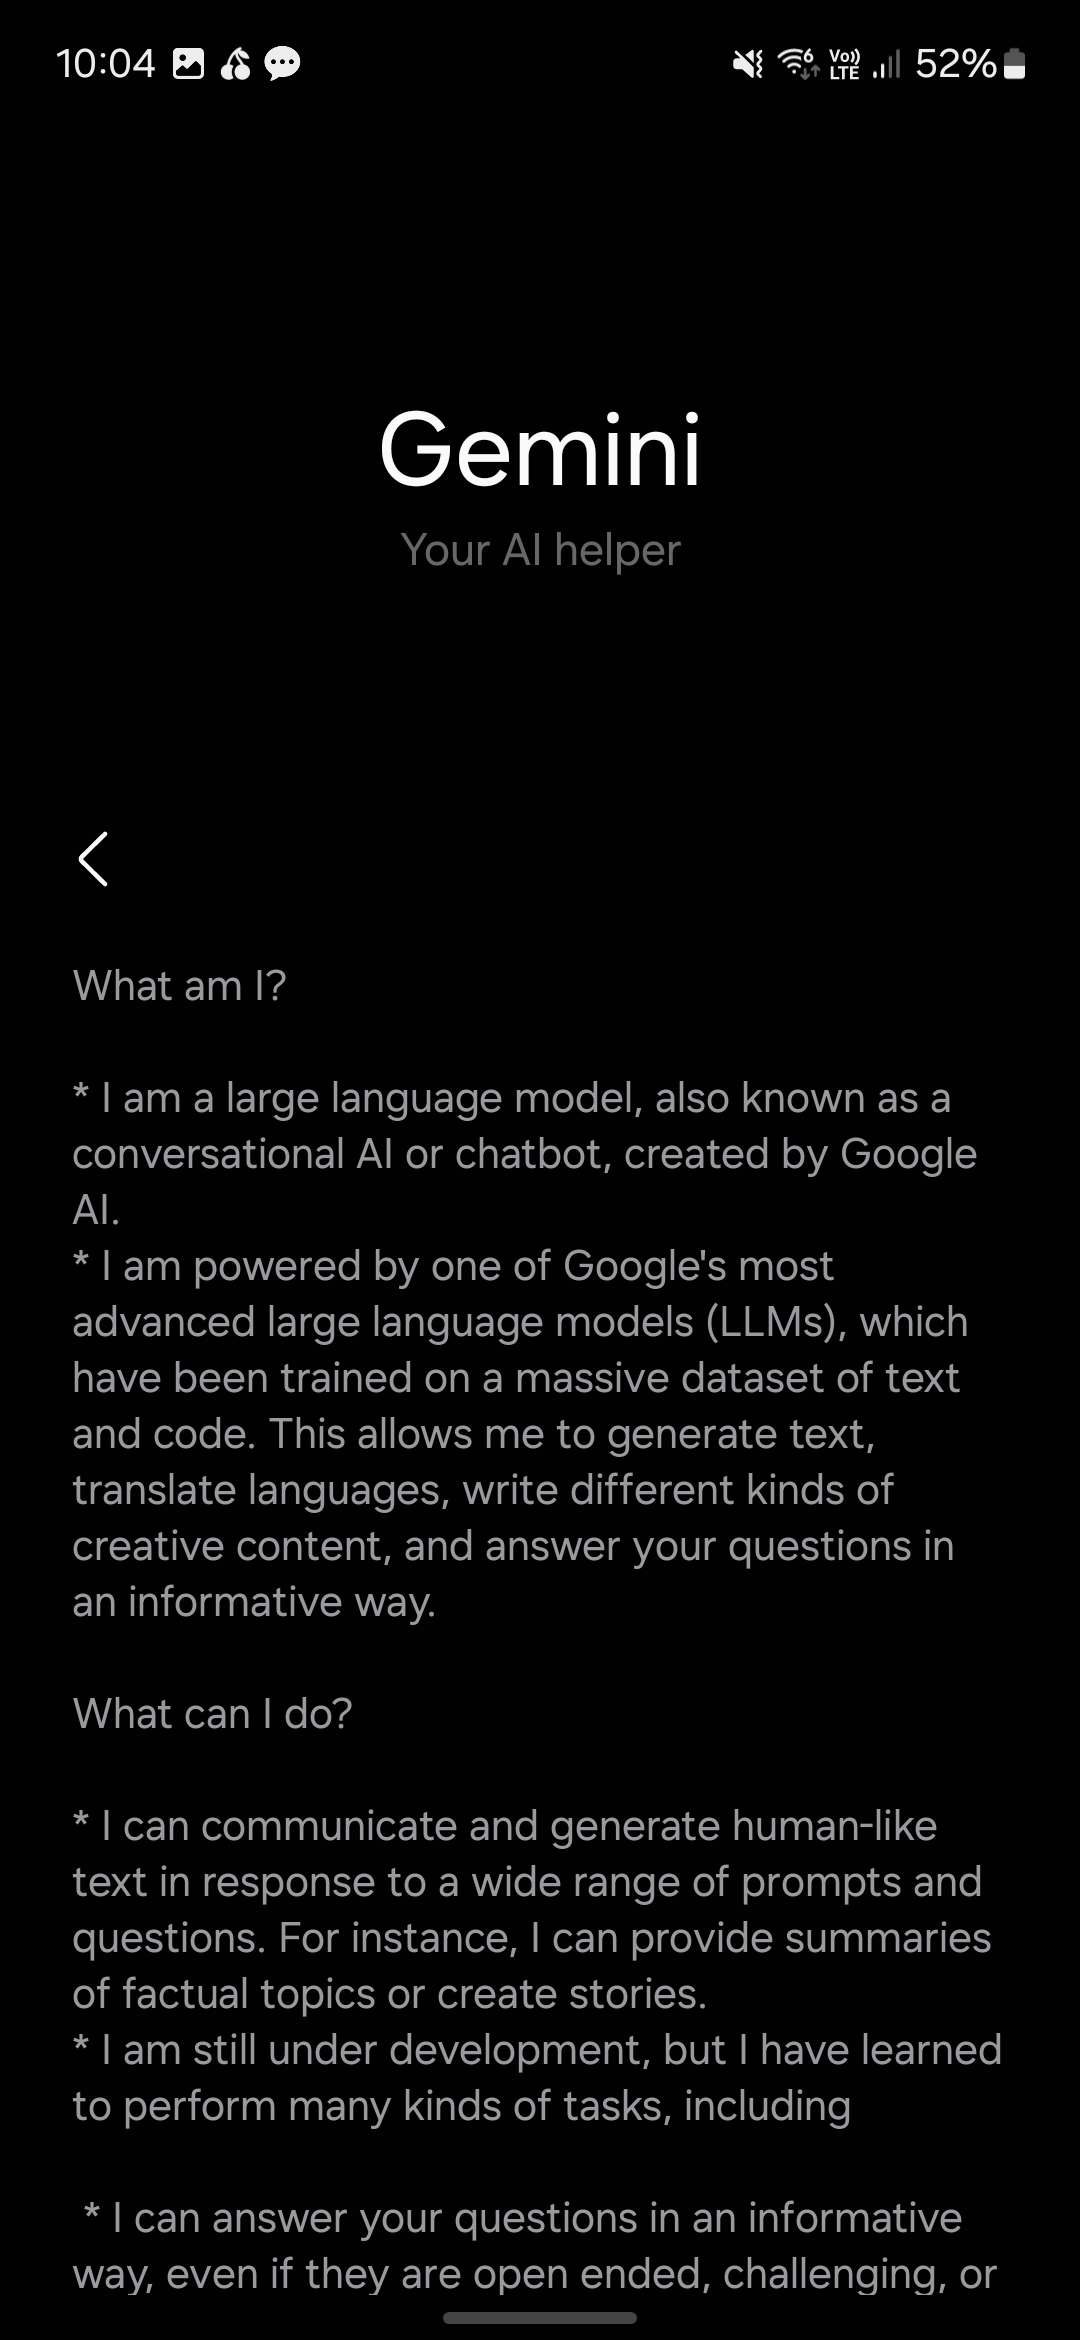 10:04
Vo)) LTE 52%
Gemini
Your AI helper
What am I?
* I am a large language model, also known as a
conversational AI or chatbot, created by Google
AI.
* I am powered by one of Google's most
advanced large language models (LLMs), which
have been trained on a massive dataset of text
and code. This allows me to generate text,
translate languages, write different kinds of
creative content, and answer your questions in
an informative way.
What can I do?
* I can communicate and generate human-like
text in response to a wide range of prompts and
questions. For instance, I can provide summaries
of factual topics or create stories.
* I am still under development, but I have learned
to perform many kinds of tasks, including
* I can answer your questions in an informative
way, even if they are open ended, challenging, or